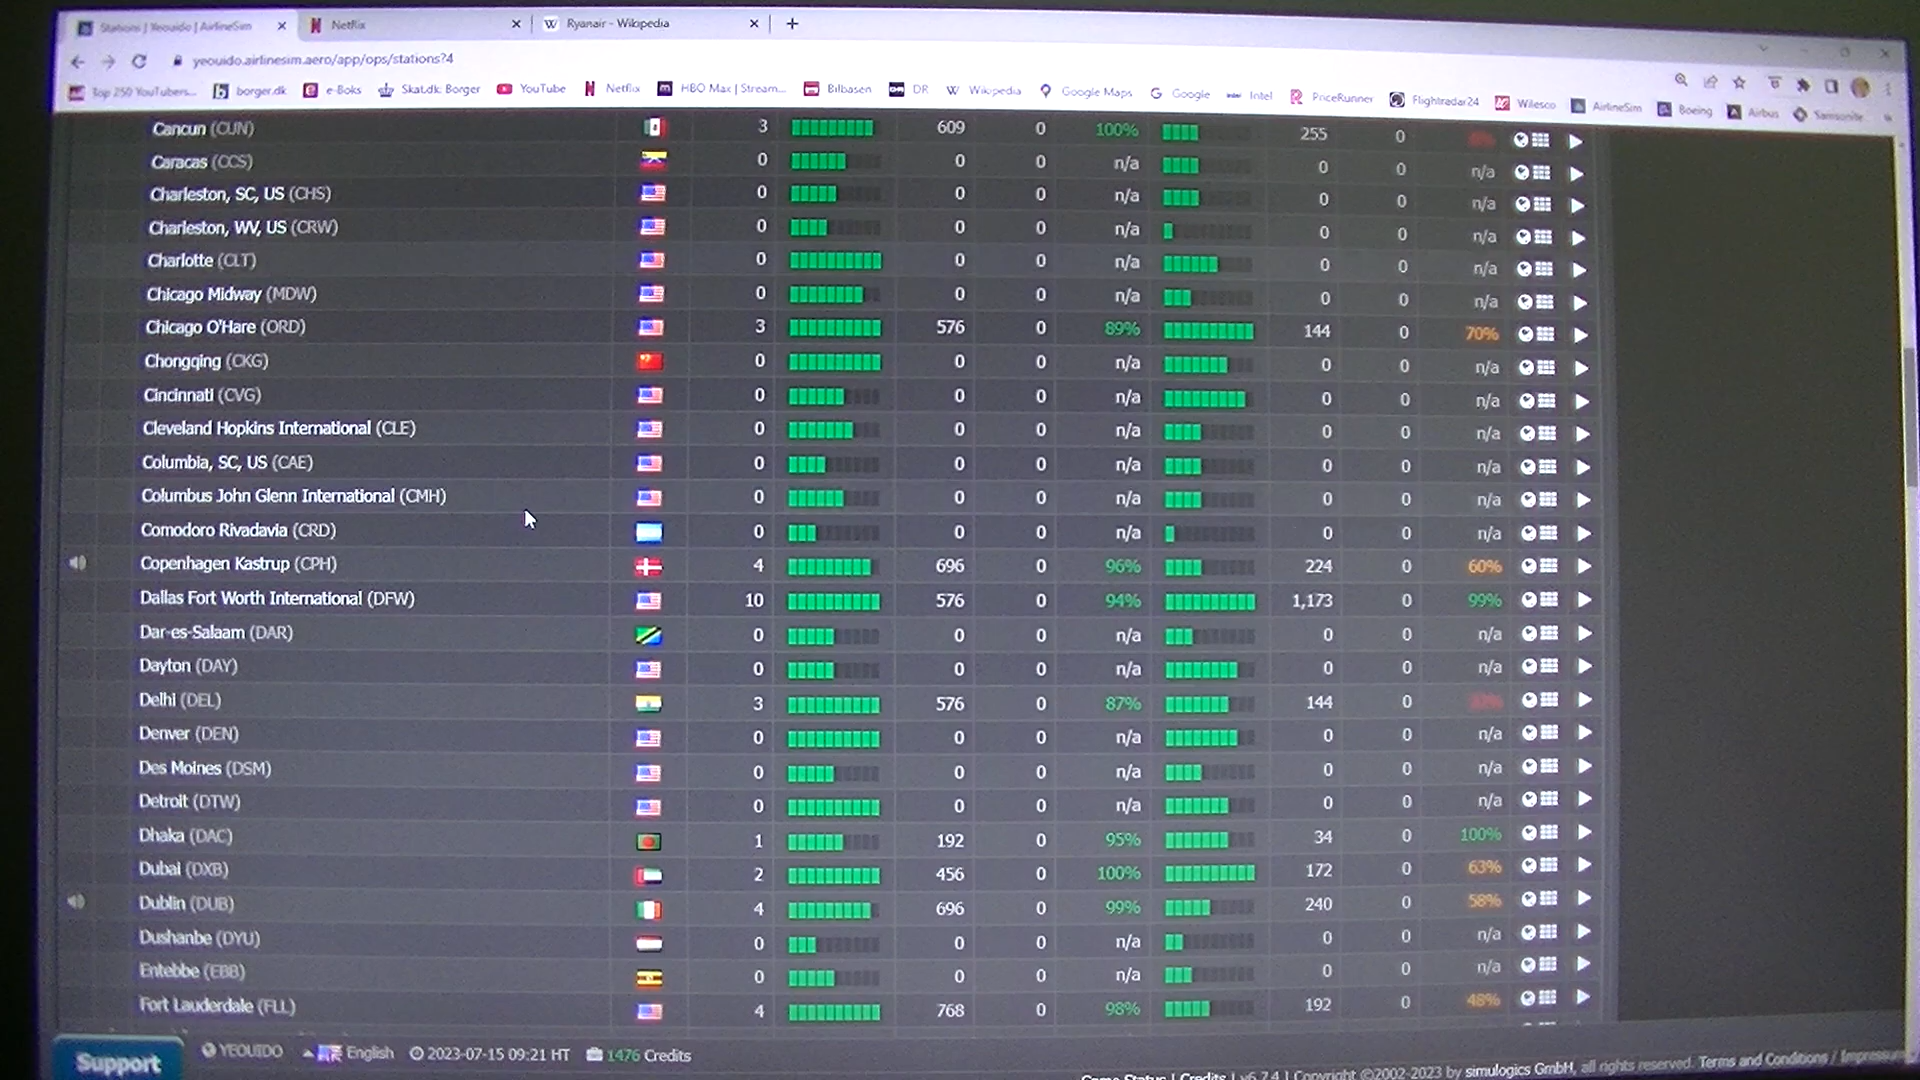 Stations | Yeouido | AirlineSim
Netflix
Ryanair - Wikipedia
yeouido.airlinesim.aero/app/ops/stations?4
Top 250 YouTubers...
borger.dk
e-Boks
Skat.dk: Borger
YouTube
Netflix
HBO Max | Stream...
Bilbasen
DR
Wikipedia
Google Maps
Google
Intel
PriceRunner
Flightradar24
Wilesco
AirlineSim
Boeing
Airbus
Samsonite
Cancun (CUN) 3 609 0 100% 255 0
Caracas (CCS) 0 0 0 n/a 0 0 n/a
Charleston, SC, US (CHS) 0 0 0 n/a 0 0 n/a
Charleston, WV, US (CRW) 0 0 0 n/a 0 0 n/a
Charlotte (CLT) 0 0 0 n/a 0 0 n/a
Chicago Midway (MDW) 0 0 0 n/a 0 0 n/a
Chicago O'Hare (ORD) 3 576 0 89% 144 0 70%
Chongqing (CKG) 0 0 0 n/a 0 0 n/a
Cincinnati (CVG) 0 0 0 n/a 0 0 n/a
Cleveland Hopkins International (CLE) 0 0 0 n/a 0 0 n/a
Columbia, SC, US (CAE) 0 0 0 n/a 0 0 n/a
Columbus John Glenn International (CMH) 0 0 0 n/a 0 0 n/a
Comodoro Rivadavia (CRD) 0 0 0 n/a 0 0 n/a
Copenhagen Kastrup (CPH) 4 696 0 96% 224 0 60%
Dallas Fort Worth International (DFW) 10 576 0 94% 1,173 0 99%
Dar-es-Salaam (DAR) 0 0 0 n/a 0 0 n/a
Dayton (DAY) 0 0 0 n/a 0 0 n/a
Delhi (DEL) 3 576 0 87% 144 0
Denver (DEN) 0 0 0 n/a 0 0 n/a
Des Moines (DSM) 0 0 0 n/a 0 0 n/a
Detroit (DTW) 0 0 0 n/a 0 0 n/a
Dhaka (DAC) 1 192 0 95% 34 0 100%
Dubai (DXB) 2 456 0 100% 172 0 63%
Dublin (DUB) 4 696 0 99% 240 0 58%
Dushanbe (DYU) 0 0 0 n/a 0 0 n/a
Entebbe (EBB) 0 0 0 n/a 0 0 n/a
Fort Lauderdale (FLL) 4 768 0 98% 192 0 48%
Support
YEOUIDO
English
2023-07-15 09:21 HT
1476 Credits
Game Status | Credits | v6.7.4 | Copyright ©2002-2023 by simulogics GmbH, all rights reserved. Terms and Conditions / Impressum